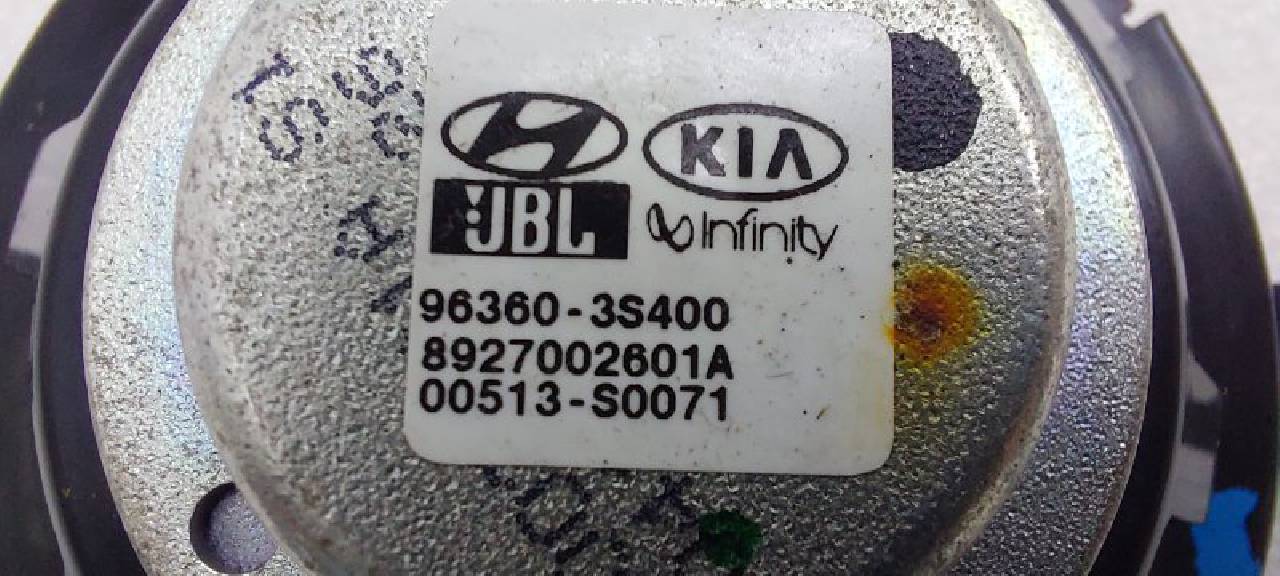 KIA
JBL Infinity
96360-3S400
8927002601A
00513-S0071